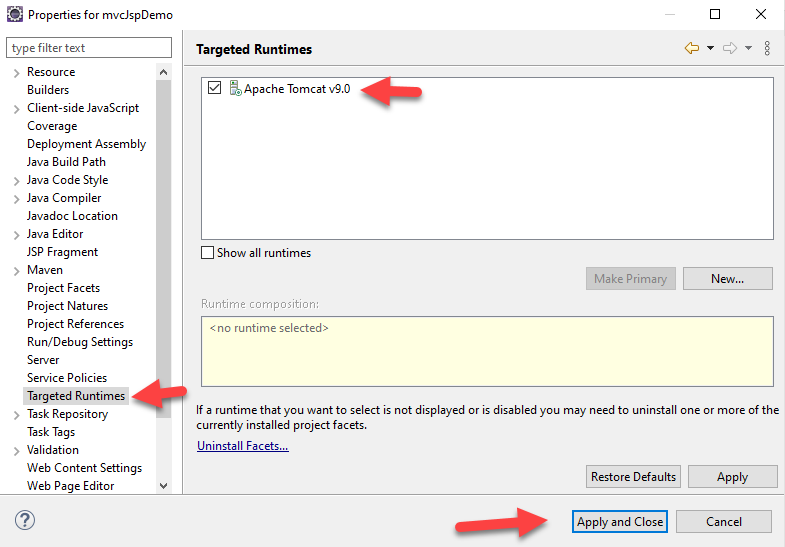 Properties for mvcJspDemo
type filter text
Resource
Builders
Client-side JavaScript
Coverage
Deployment Assembly
Java Build Path
Java Code Style
Java Compiler
Javadoc Location
Java Editor
JSP Fragment
Maven
Project Facets
Project Natures
Project References
Run/Debug Settings
Server
Service Policies
Targeted Runtimes
Task Repository
Task Tags
Validation
Web Content Settings
Web Page Editor
Targeted Runtimes
Apache Tomcat v9.0
Show all runtimes
Make Primary
New...
Runtime composition:
<no runtime selected>
If a runtime that you want to select is not displayed or is disabled you may need to uninstall one or more of the
currently installed project facets.
Uninstall Facets...
Restore Defaults
Apply
?
Apply and Close
Cancel